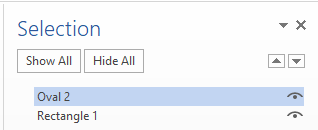 Selection
Show All Hide All
Oval 2
Rectangle 1